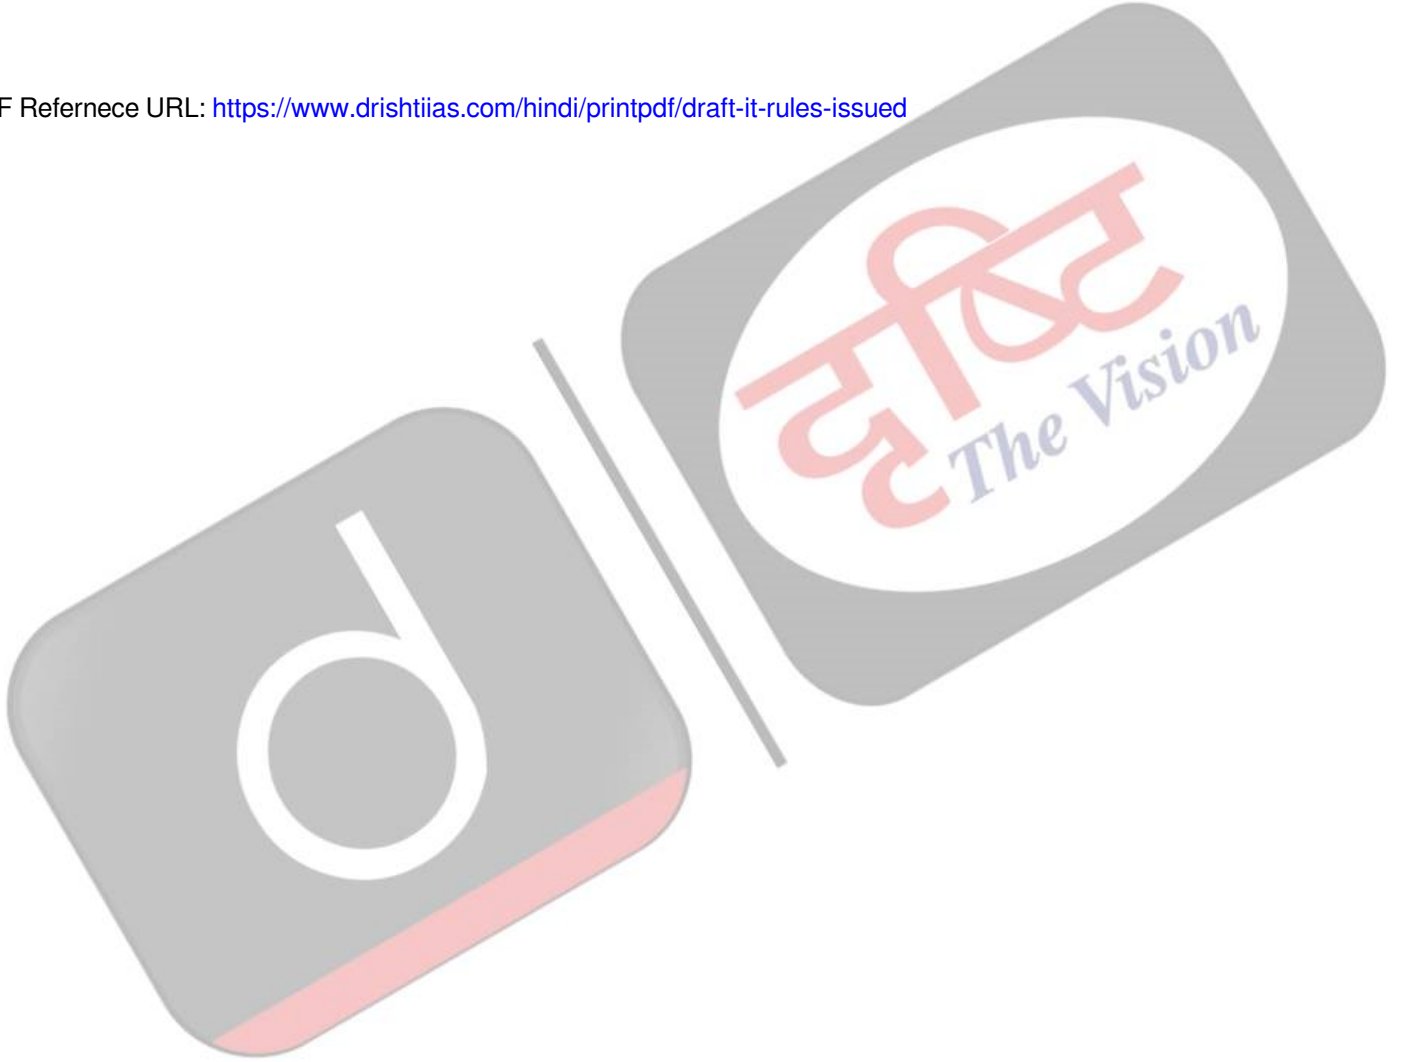 F Refernece URL: https://www.drishtiias.com/hindi/printpdf/draft-it-rules-issued
दृष्टि
The Vision
d